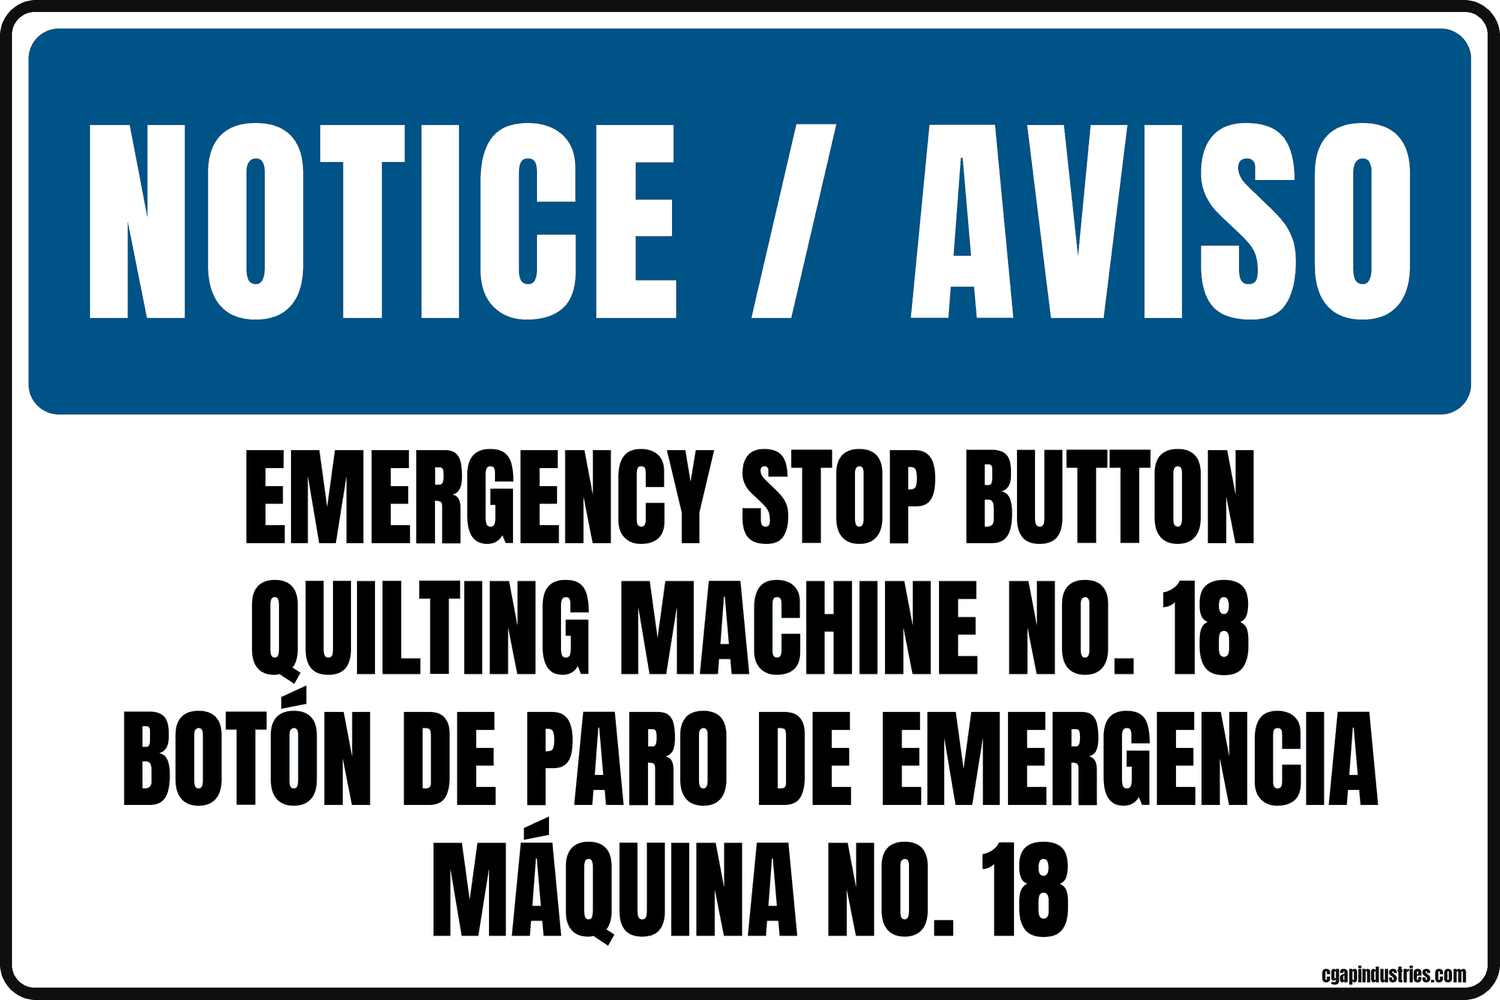 NOTICE / AVISO
EMERGENCY STOP BUTTON
QUILTING MACHINE NO. 18
BOTÓN DE PARO DE EMERGENCIA
MÁQUINA NO. 18
cgapindustries.com